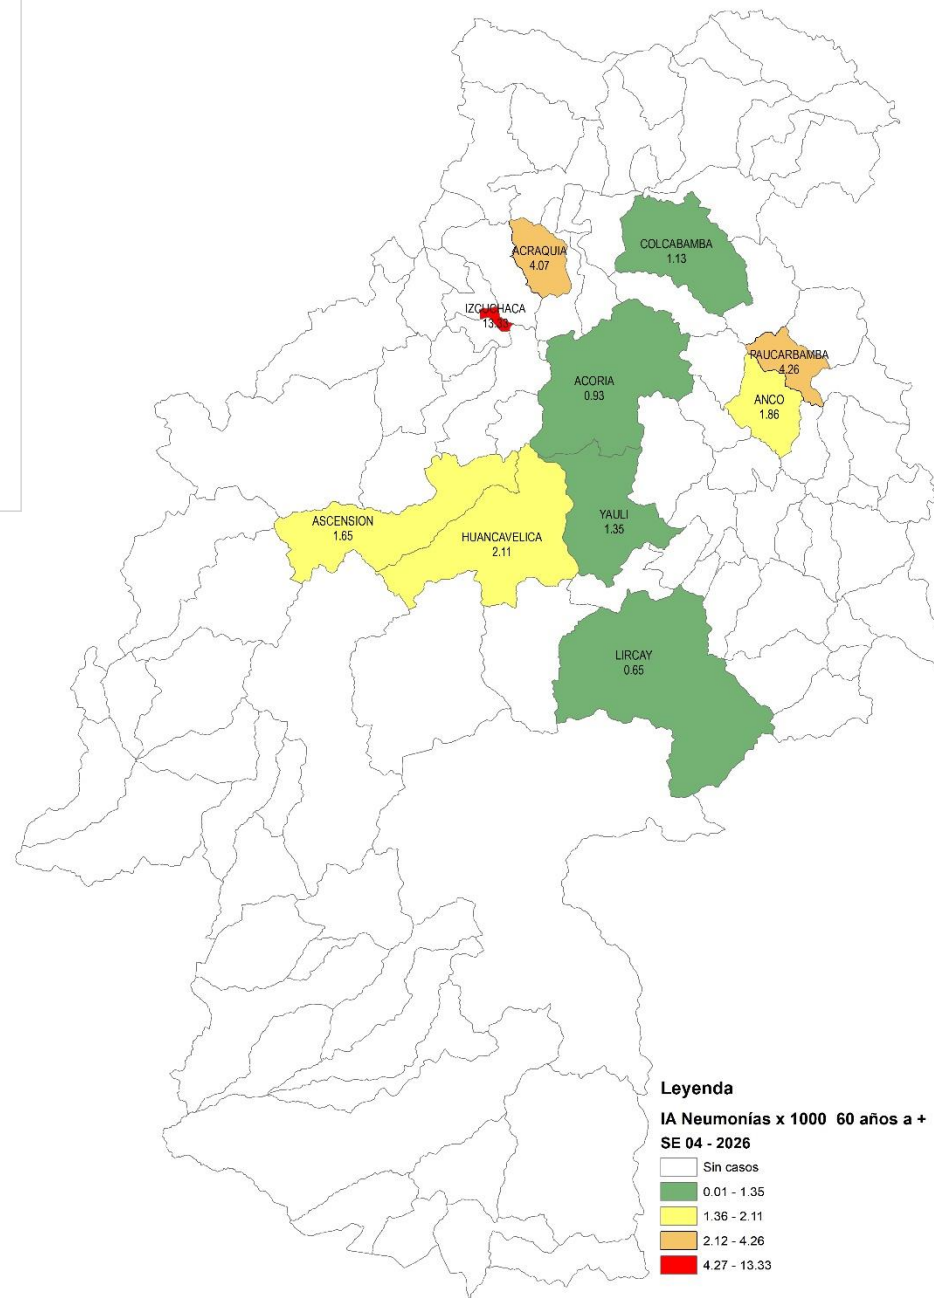 COLCABAMBA
1.13
ACRAQUIA
4.07
IZCUCHACA
13.33
PAUCARBAMBA
4.26
ACORIA
0.93
ANCO
1.86
ASCENSION
1.65
YAULI
1.35
HUANCAVELICA
2.11
LIRCAY
0.65
Leyenda
IA Neumonías x 1000 60 años a +
SE 04 - 2026
Sin casos
0.01 - 1.35
1.36 - 2.11
2.12 - 4.26
4.27 - 13.33